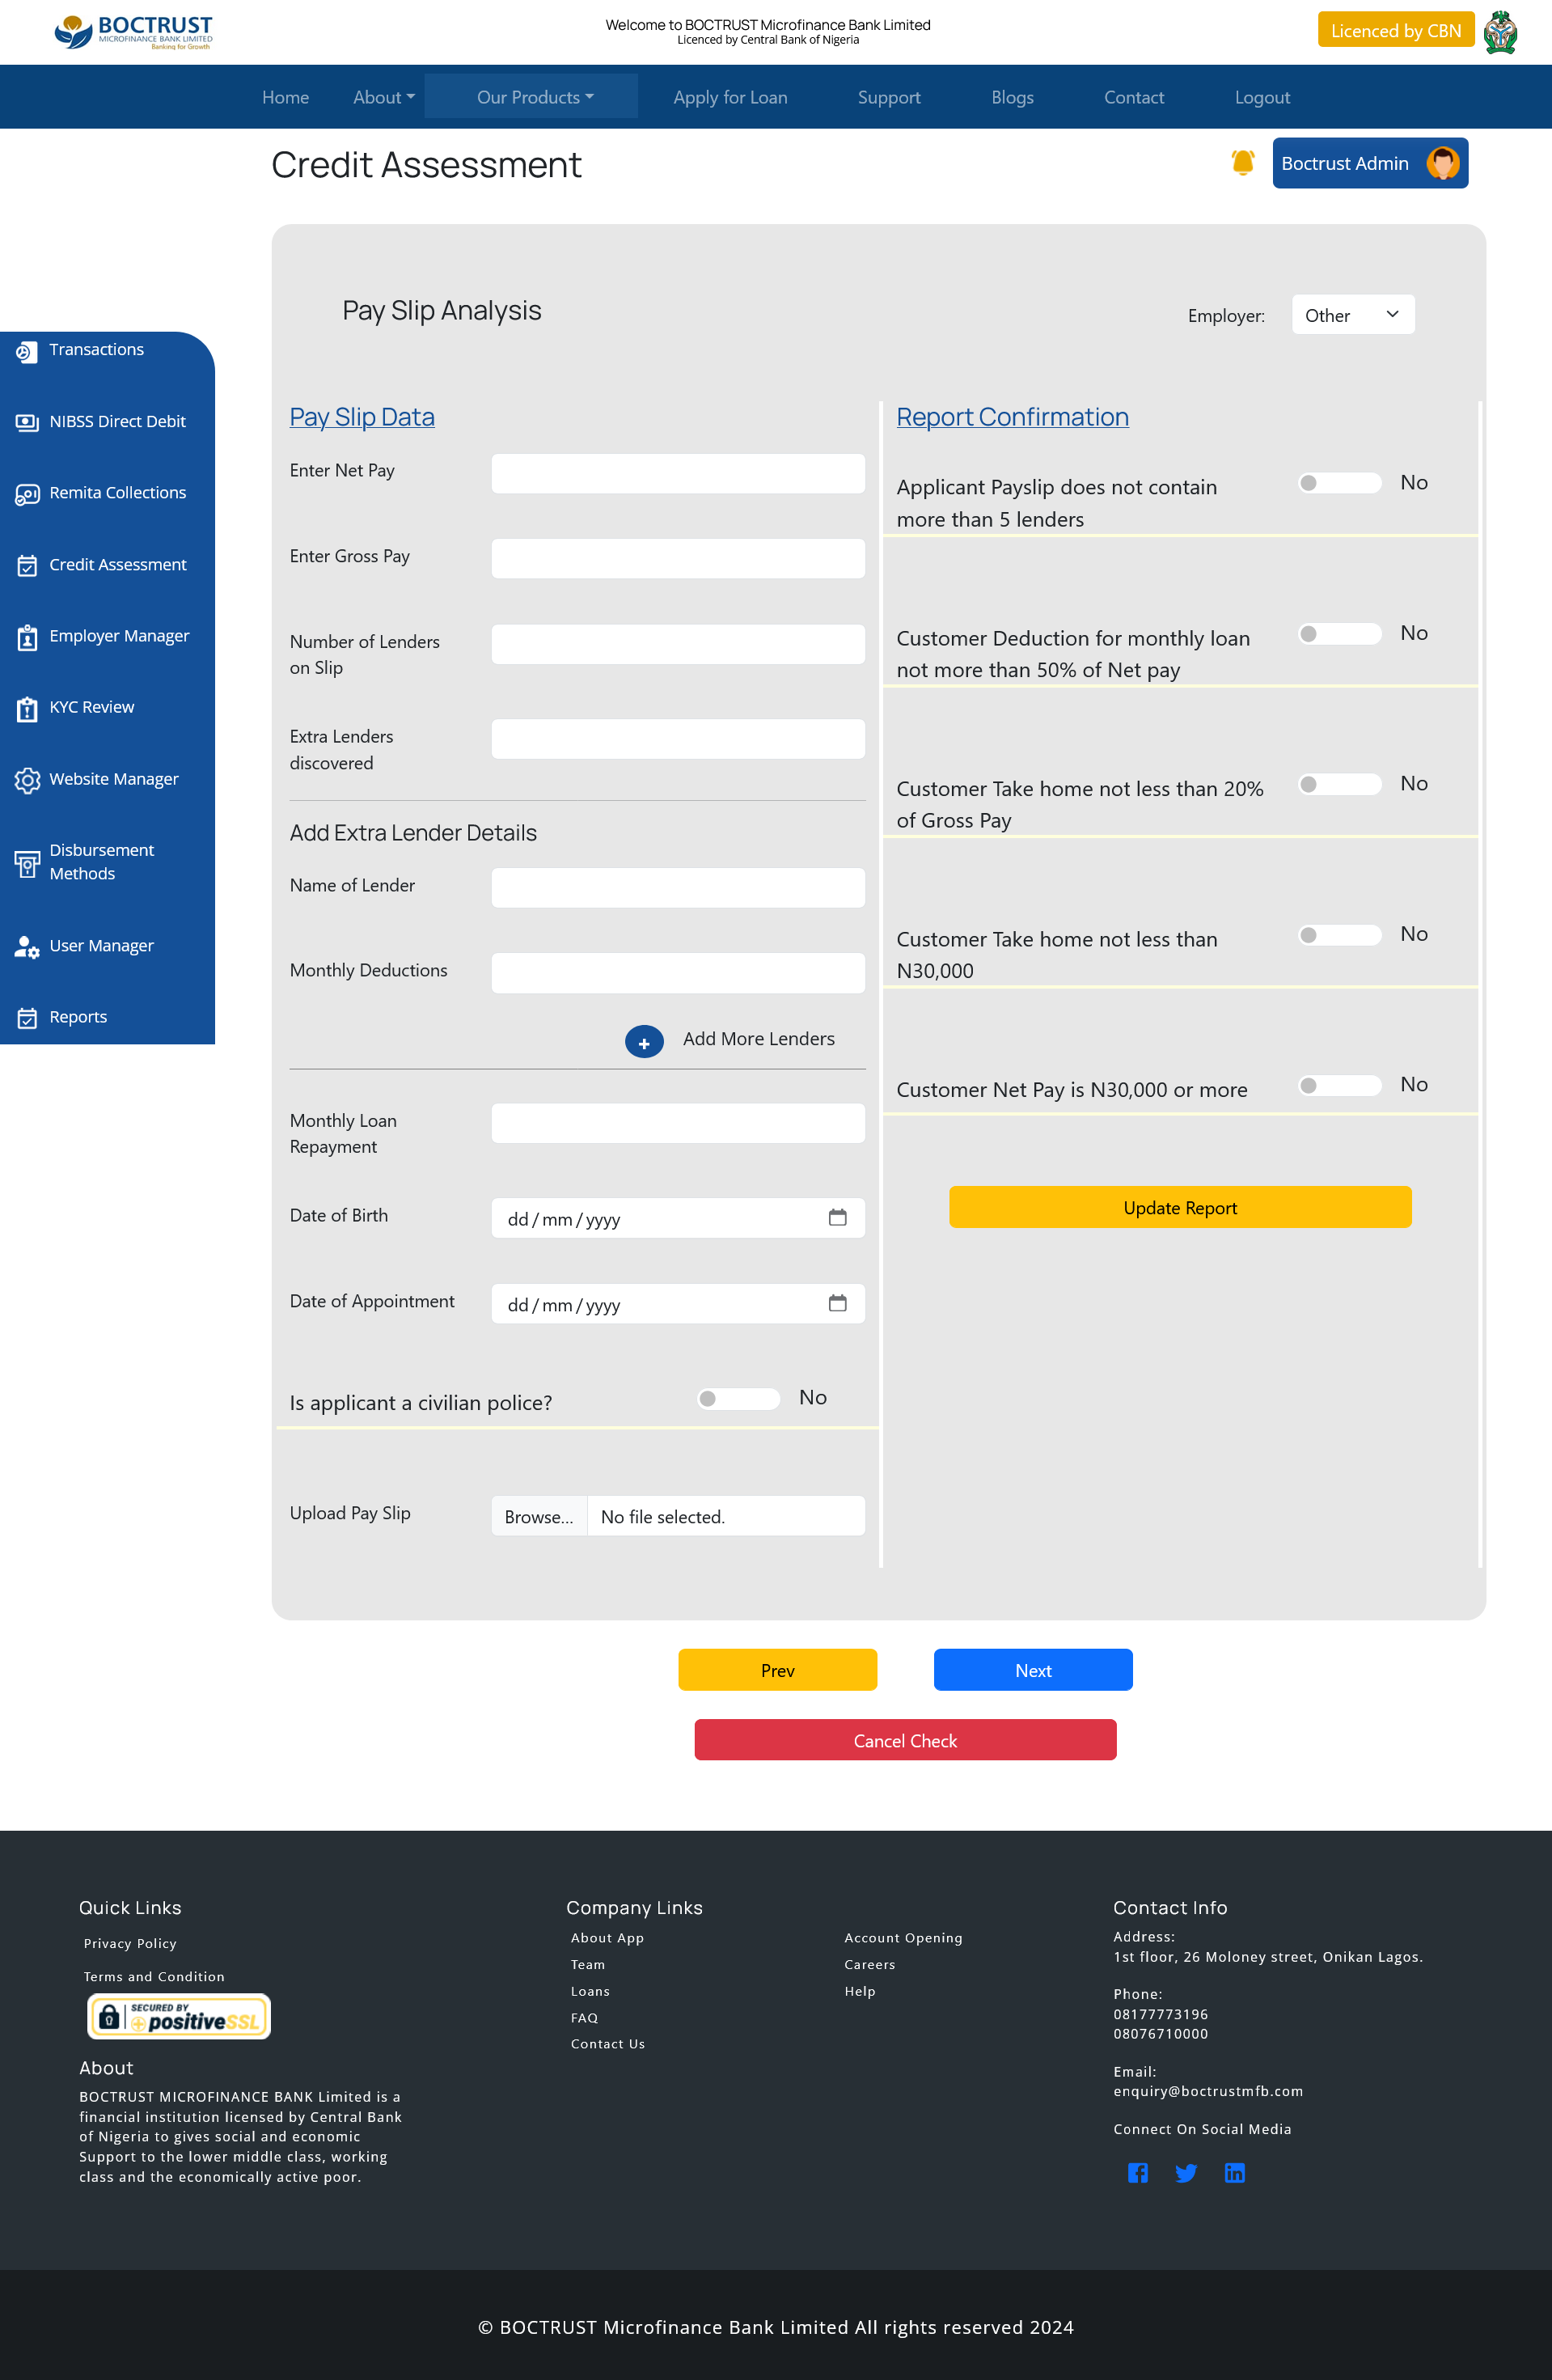 BOCTRUST
MICROFINANCE BANK LIMITED
Banking for Growth
Welcome to BOCTRUST Microfinance Bank Limited
Licenced by Central Bank of Nigeria
Licenced by CBN
Home
About
Our Products
Apply for Loan
Support
Blogs
Contact
Logout
Credit Assessment
Boctrust Admin
Transactions
NIBSS Direct Debit
Remita Collections
Credit Assessment
Employer Manager
KYC Review
Website Manager
Disbursement
Methods
User Manager
Reports
Pay Slip Analysis
Employer:
Other
Pay Slip Data
Enter Net Pay
Enter Gross Pay
Number of Lenders
on Slip
Extra Lenders
discovered
Add Extra Lender Details
Name of Lender
Monthly Deductions
+ Add More Lenders
Monthly Loan
Repayment
Date of Birth
dd / mm / yyyy
Date of Appointment
dd / mm / yyyy
Is applicant a civilian police?
No
Upload Pay Slip
Browse...
No file selected.
Report Confirmation
Applicant Payslip does not contain
more than 5 lenders
No
Customer Deduction for monthly loan
not more than 50% of Net pay
No
Customer Take home not less than 20%
of Gross Pay
No
Customer Take home not less than
N30,000
No
Customer Net Pay is N30,000 or more
No
Update Report
Prev
Next
Cancel Check
Quick Links
Privacy Policy
Terms and Condition
SECURED BY
positiveSSL
About
BOCTRUST MICROFINANCE BANK Limited is a
financial institution licensed by Central Bank
of Nigeria to gives social and economic
Support to the lower middle class, working
class and the economically active poor.
Company Links
About App
Team
Loans
FAQ
Contact Us
Account Opening
Careers
Help
Contact Info
Address:
1st floor, 26 Moloney street, Onikan Lagos.
Phone:
08177773196
08076710000
Email:
enquiry@boctrustmfb.com
Connect On Social Media
© BOCTRUST Microfinance Bank Limited All rights reserved 2024